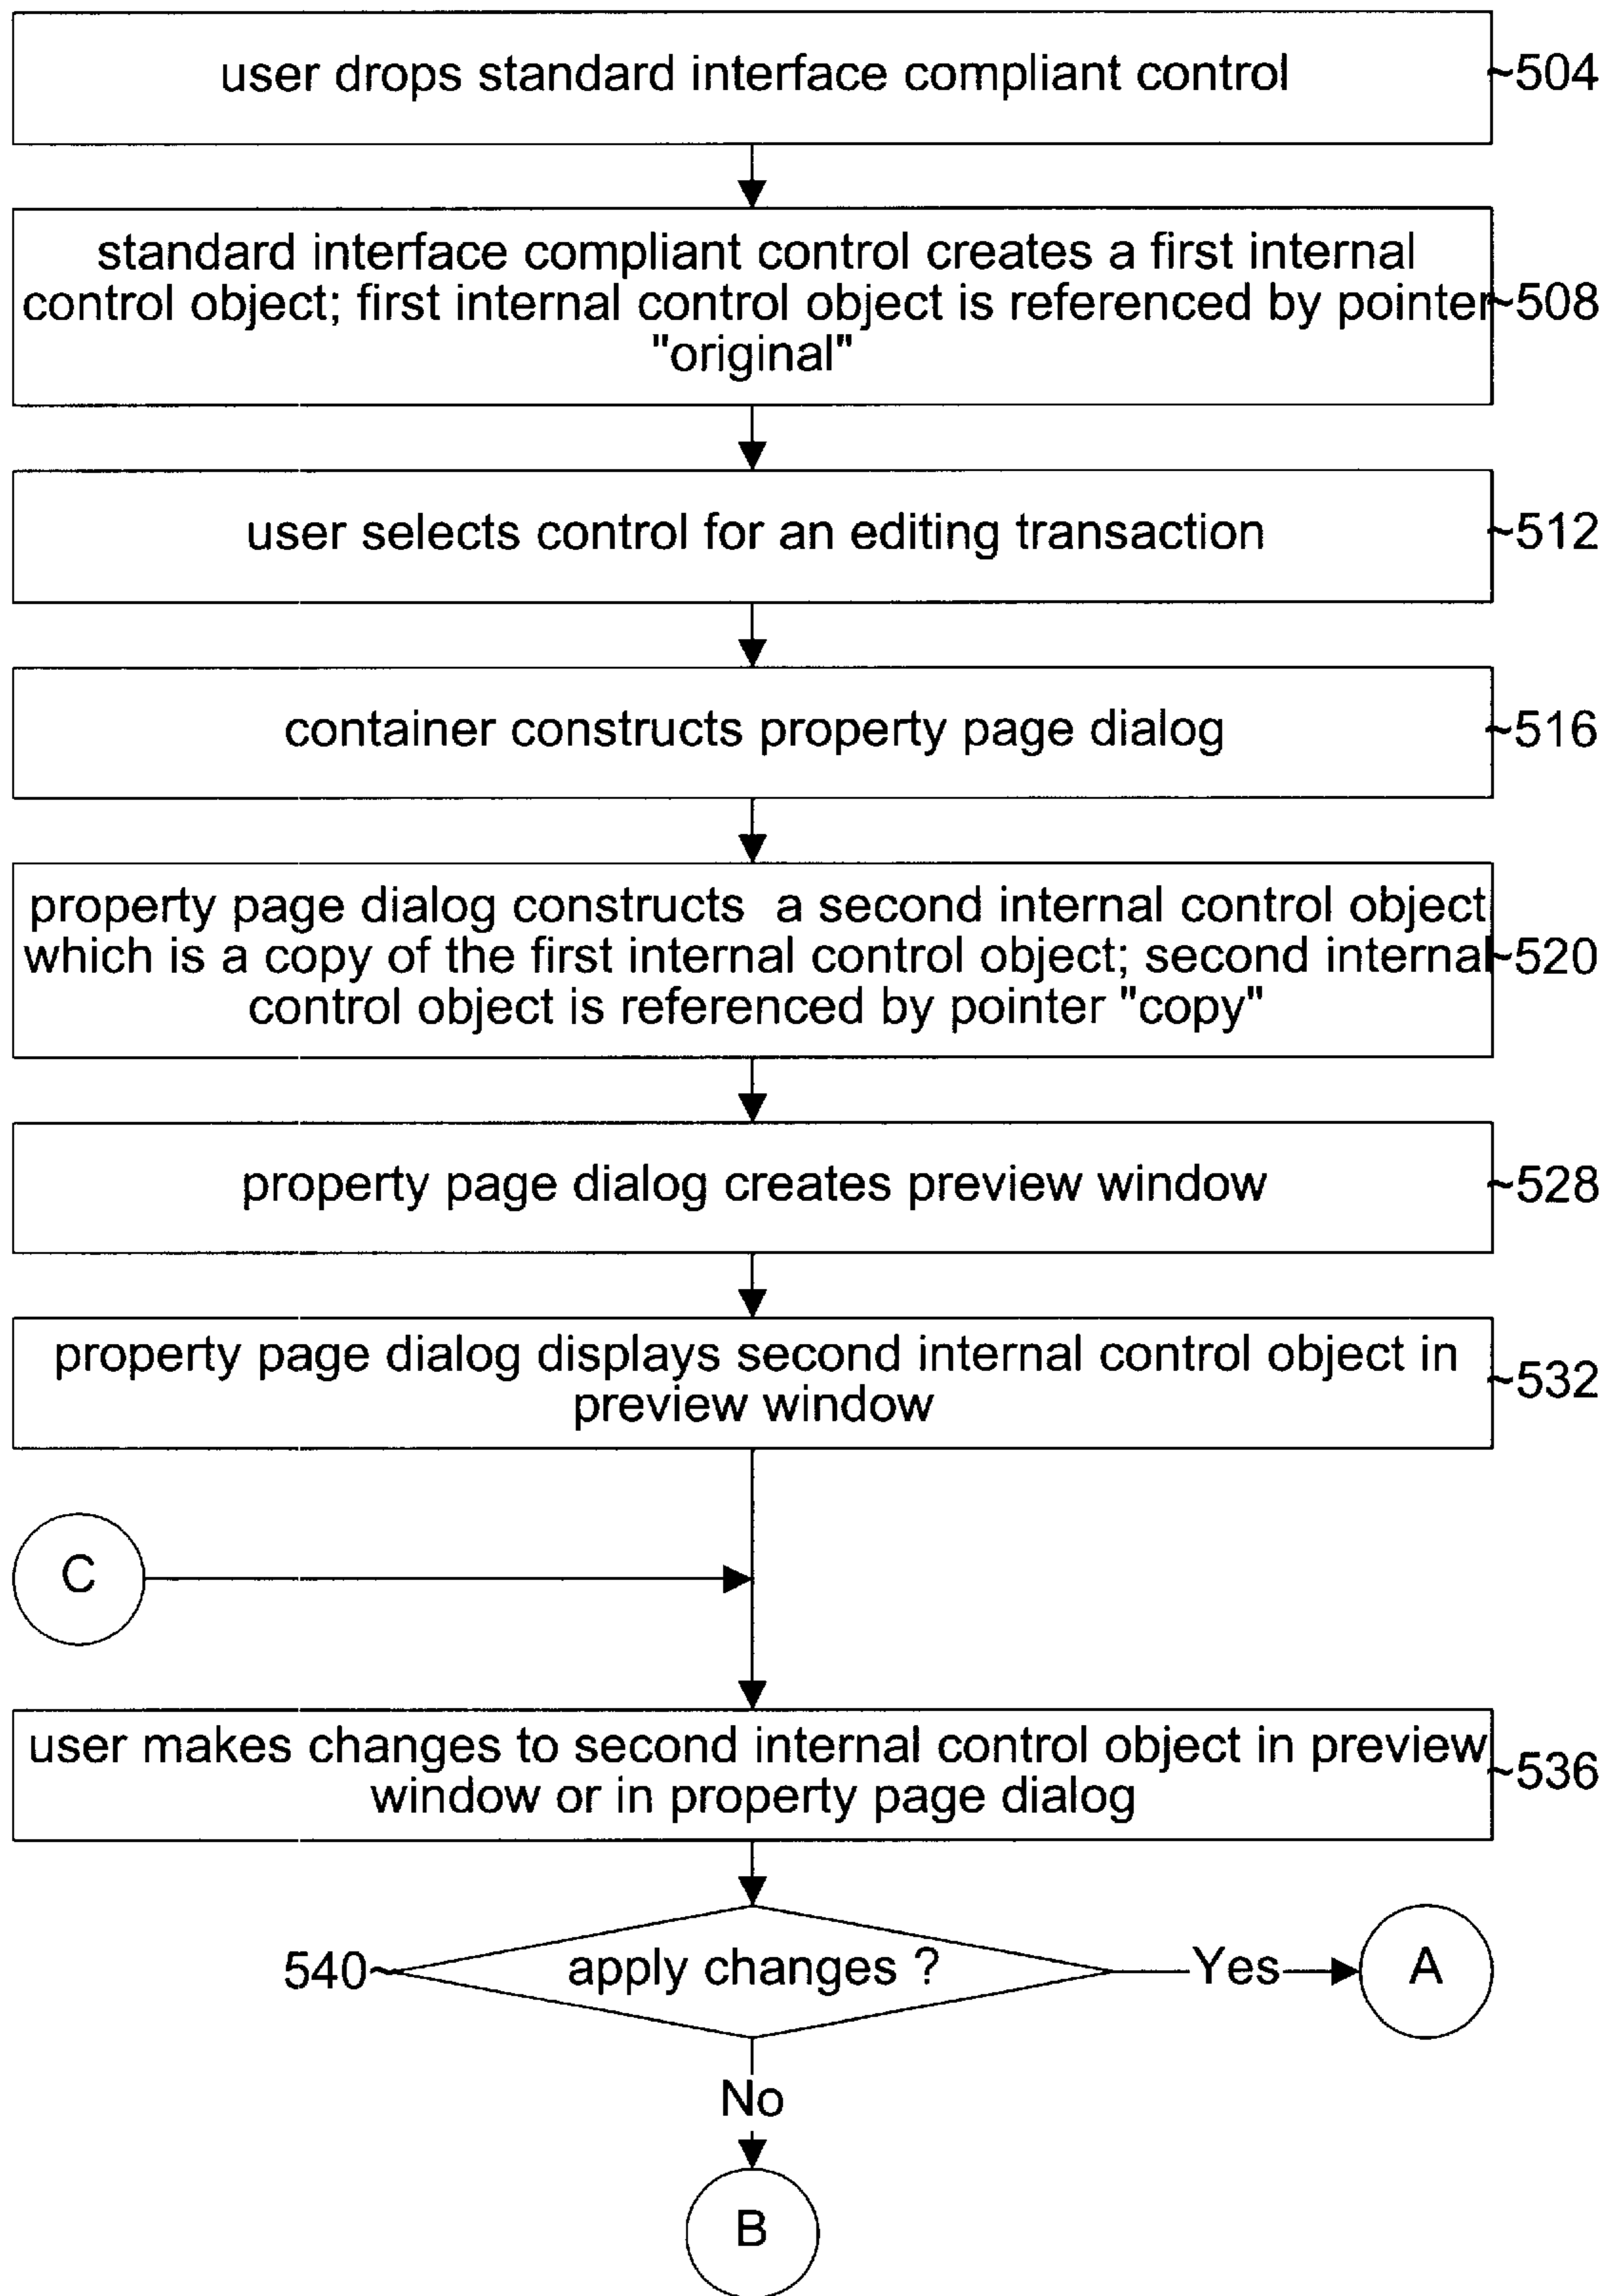 user drops standard interface compliant control
~504
standard interface compliant control creates a first internal
control object; first internal control object is referenced by pointer
"original"
~508
user selects control for an editing transaction
~512
container constructs property page dialog
~516
property page dialog constructs a second internal control object
which is a copy of the first internal control object; second internal
control object is referenced by pointer "copy"
~520
property page dialog creates preview window
~528
property page dialog displays second internal control object in
preview window
~532
C
user makes changes to second internal control object in preview
window or in property page dialog
~536
540~
apply changes ?
Yes
A
No
B